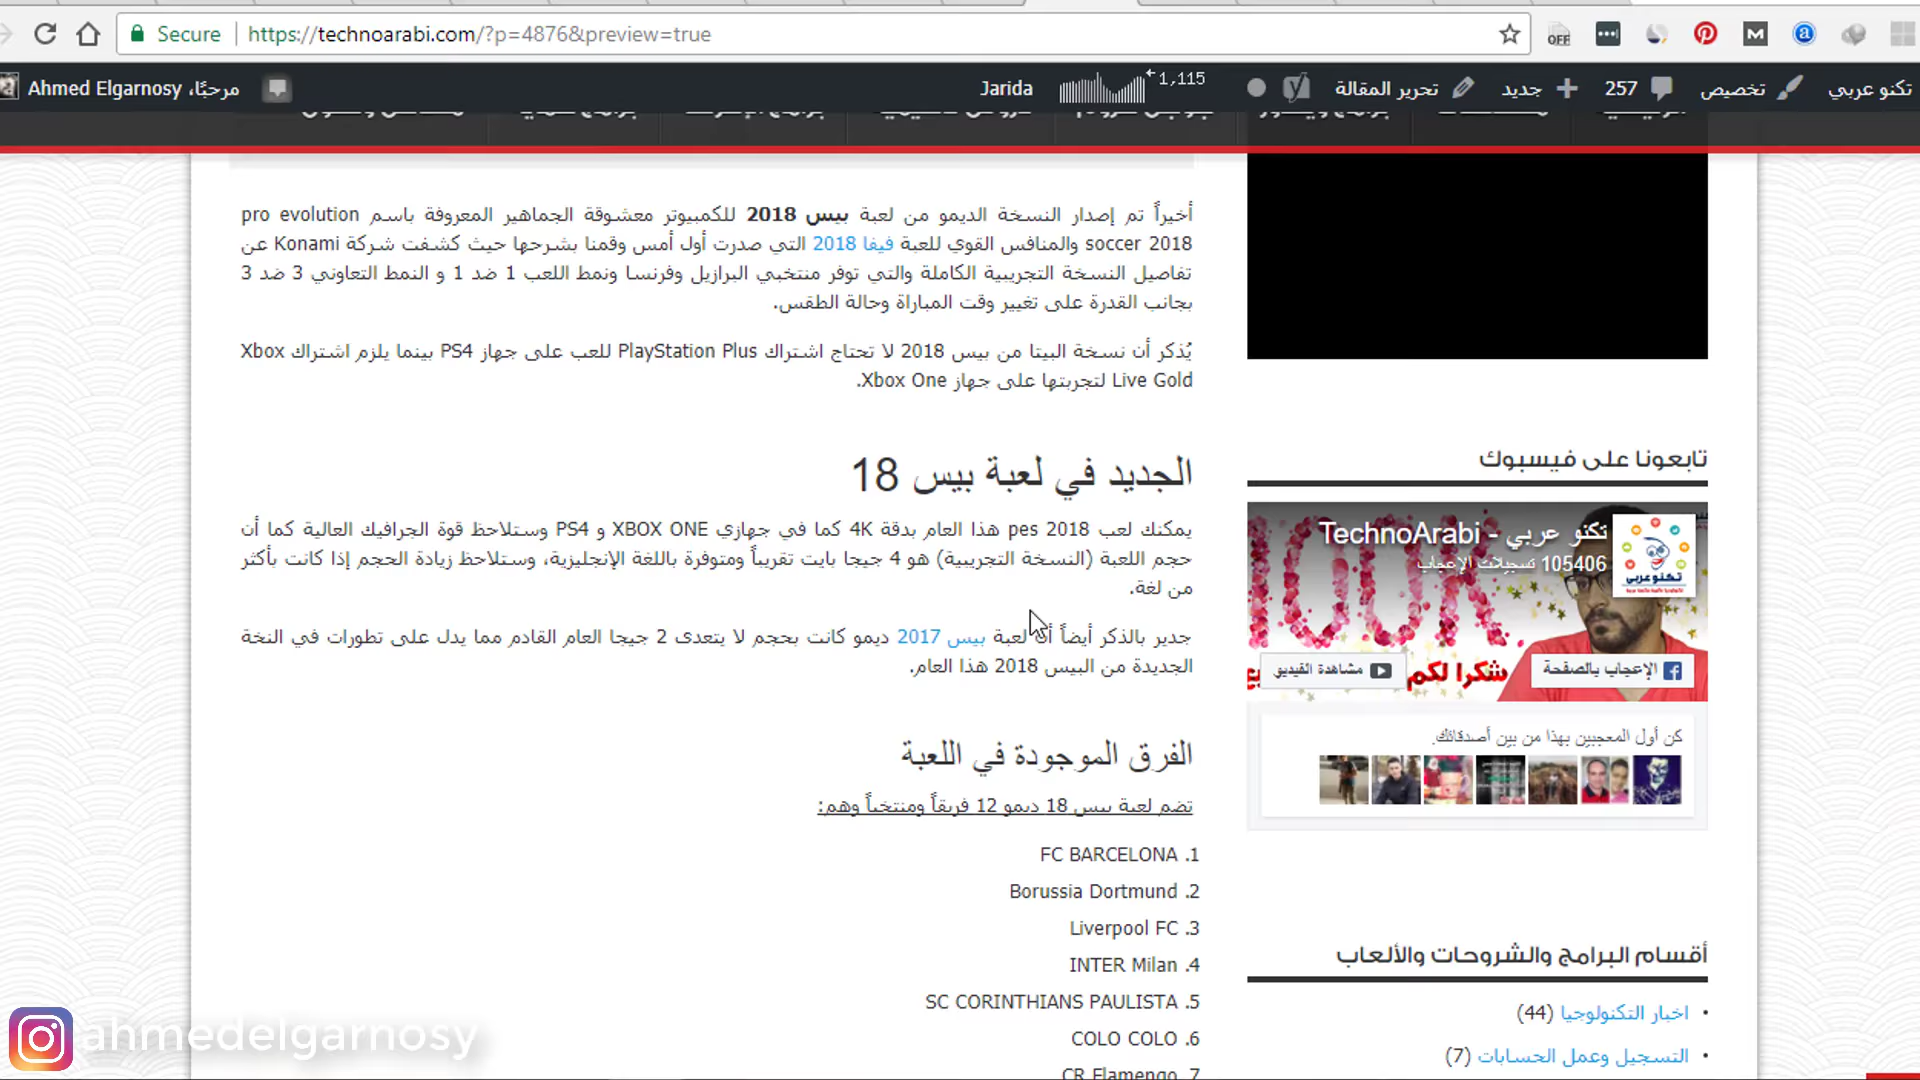 Secure https://technoarabi.com/?p=4876&preview=true
OFF
تكنو عربي تخصيص 257 جديد تحرير المقالة 1,115 Jarida مرحبًا، Ahmed Elgarnosy
أخيراً تم إصدار النسخة الديمو من لعبة بيس 2018 للكمبيوتر معشوقة الجماهير المعروفة باسم pro evolution
soccer 2018 والمنافس القوي للعبة فيفا 2018 التي صدرت أول أمس وقمنا بشرحها حيث كشفت شركة Konami عن
تفاصيل النسخة التجريبية الكاملة والتي توفر منتخبي البرازيل وفرنسا ونمط اللعب 1 ضد 1 و النمط التعاوني 3 ضد 3
بجانب القدرة على تغيير وقت المباراة وحالة الطقس.
يُذكر أن نسخة البيتا من بيس 2018 لا تحتاج اشتراك PlayStation Plus للعب على جهاز PS4 بينما يلزم اشتراك Xbox
Live Gold لتجربتها على جهاز Xbox One.
الجديد في لعبة بيس 18
يمكنك لعب pes 2018 هذا العام بدقة 4K كما في جهازي XBOX ONE و PS4 وستلاحظ قوة الجرافيك العالية كما أن
حجم اللعبة (النسخة التجريبية) هو 4 جيجا بايت تقريباً ومتوفرة باللغة الإنجليزية، وستلاحظ زيادة الحجم إذا كانت بأكثر
من لغة.
جدير بالذكر أيضاً أن لعبة بيس 2017 ديمو كانت بحجم لا يتعدى 2 جيجا العام القادم مما يدل على تطورات في النخة
الجديدة من البيس 2018 هذا العام.
الفرق الموجودة في اللعبة
تضم لعبة بيس 18 ديمو 12 فريقاً ومنتخباً وهم:
1. FC BARCELONA
2. Borussia Dortmund
3. Liverpool FC
4. INTER Milan
5. SC CORINTHIANS PAULISTA
6. COLO COLO
7. CR Flamengo
تابعونا على فيسبوك
تكنو عربي - TechnoArabi
105406 تسجيلات الإعجاب
تكنو عربي
شكرا لكم
الإعجاب بالصفحة
مشاهدة الفيديو
كن أول المعجبين بهذا من بين أصدقائك.
أقسام البرامج والشروحات والألعاب
• اخبار التكنولوجيا (44)
• التسجيل وعمل الحسابات (7)
ahmedelgarnosy